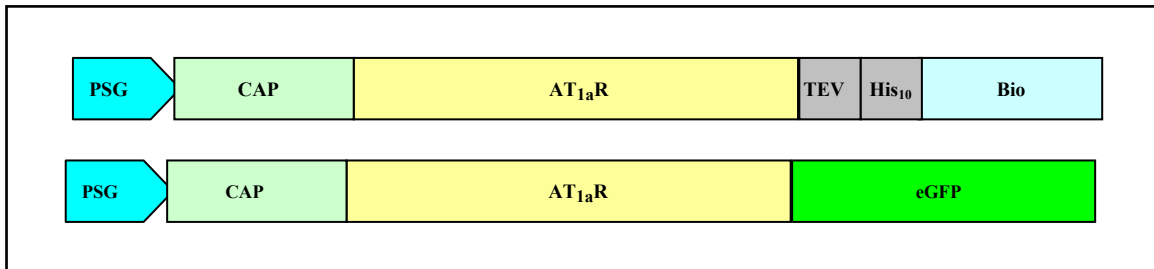 PSG CAP AT₁ₐR TEV His₁₀ Bio
PSG CAP AT₁ₐR eGFP